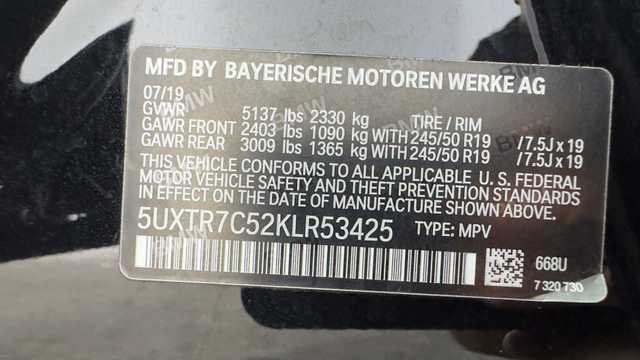 MFD BY BAYERISCHE MOTOREN WERKE AG
07/19
GVWR 5137 lbs 2330 kg TIRE / RIM
GAWR FRONT 2403 lbs 1090 kg WITH 245/50 R19 /7.5J x 19
GAWR REAR 3009 lbs 1365 kg WITH 245/50 R19 /7.5J x 19
THIS VEHICLE CONFORMS TO ALL APPLICABLE U.S. FEDERAL
MOTOR VEHICLE SAFETY AND THEFT PREVENTION STANDARDS
IN EFFECT ON THE DATE OF MANUFACTURE SHOWN ABOVE.
5UXTR7C52KLR53425 TYPE: MPV
668U
7 320 730